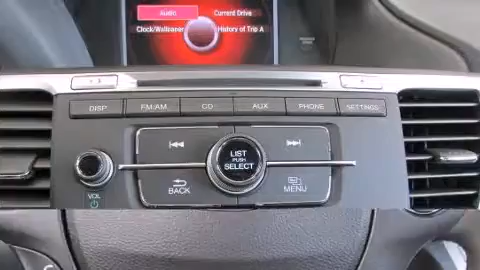 Audio
Current Drive
Clock/Wallpaper
History of Trip A
DISP
FM/AM
CD
AUX
PHONE
SETTINGS
LIST
PUSH
SELECT
BACK
MENU
VOL